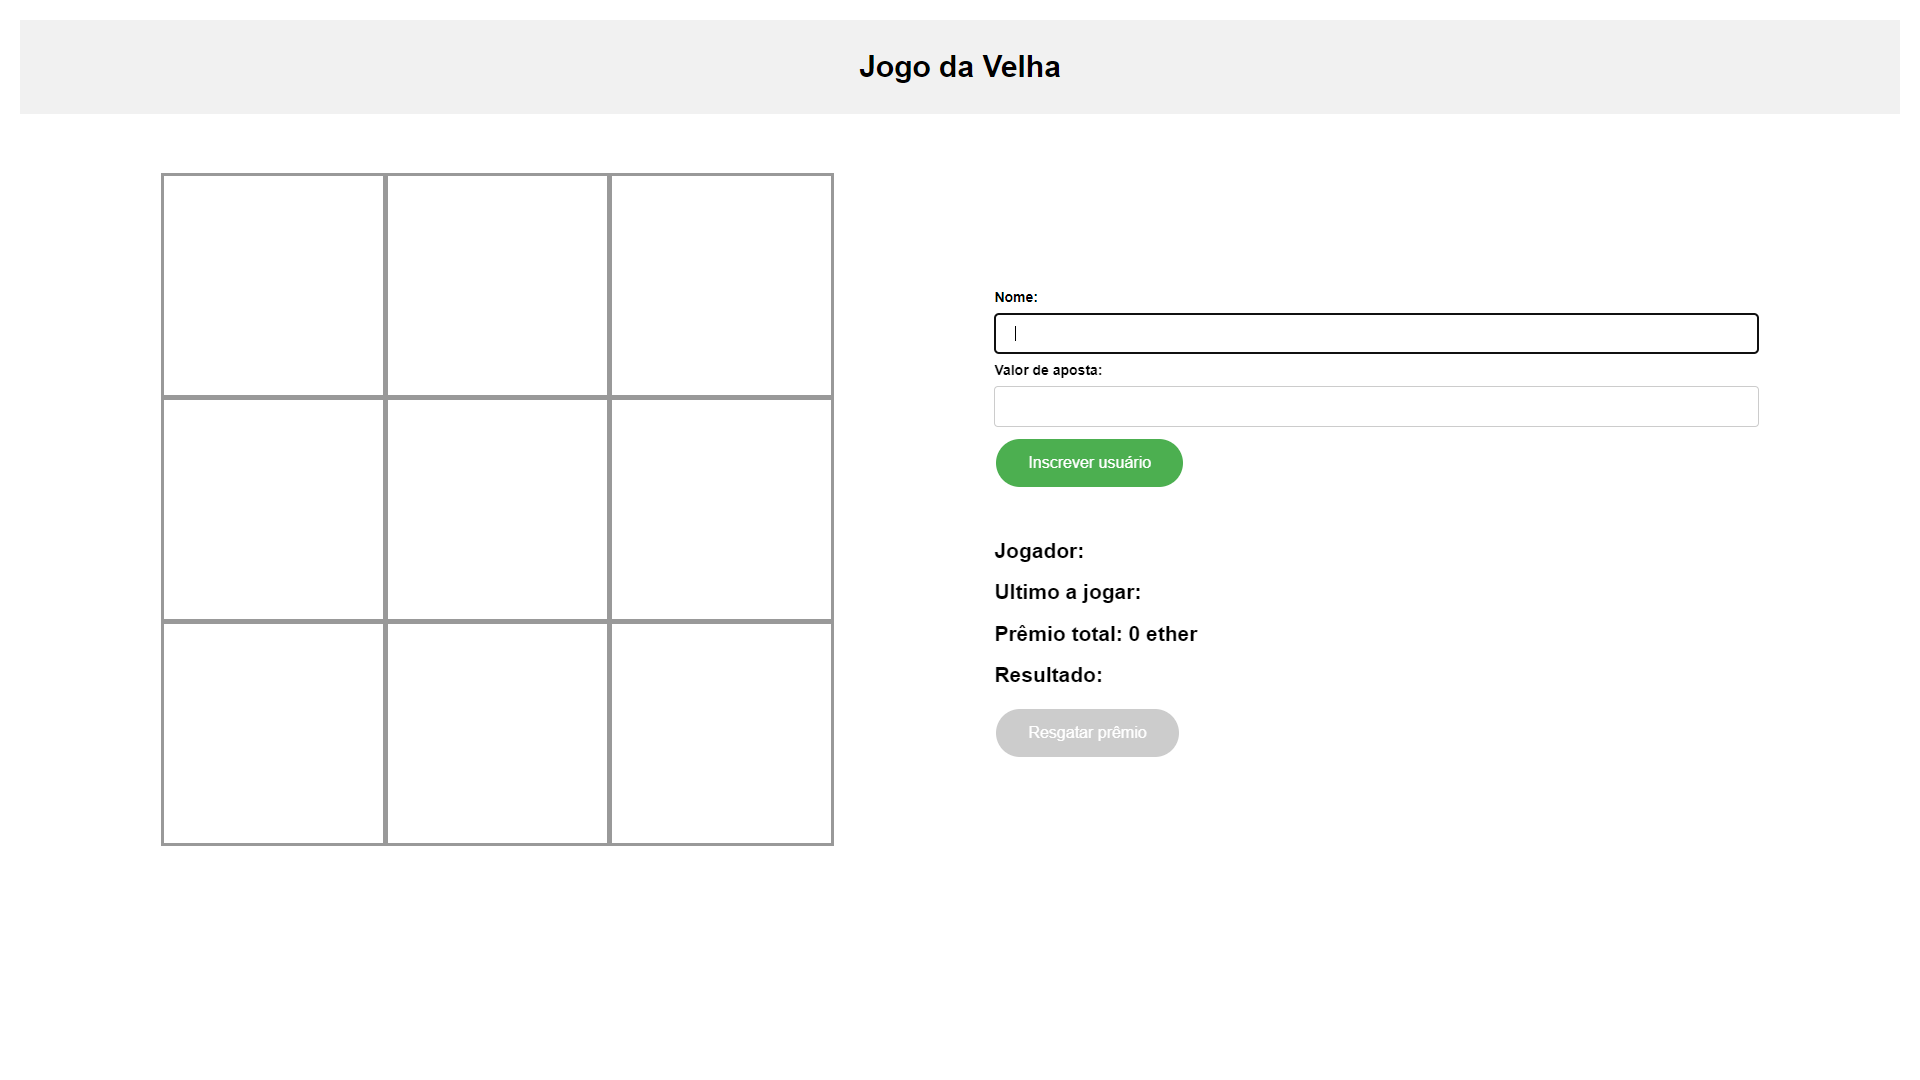 Jogo da Velha
Nome:
Valor de aposta:
Inscrever usuário
Jogador:
Ultimo a jogar:
Prêmio total: 0 ether
Resultado:
Resgatar prêmio